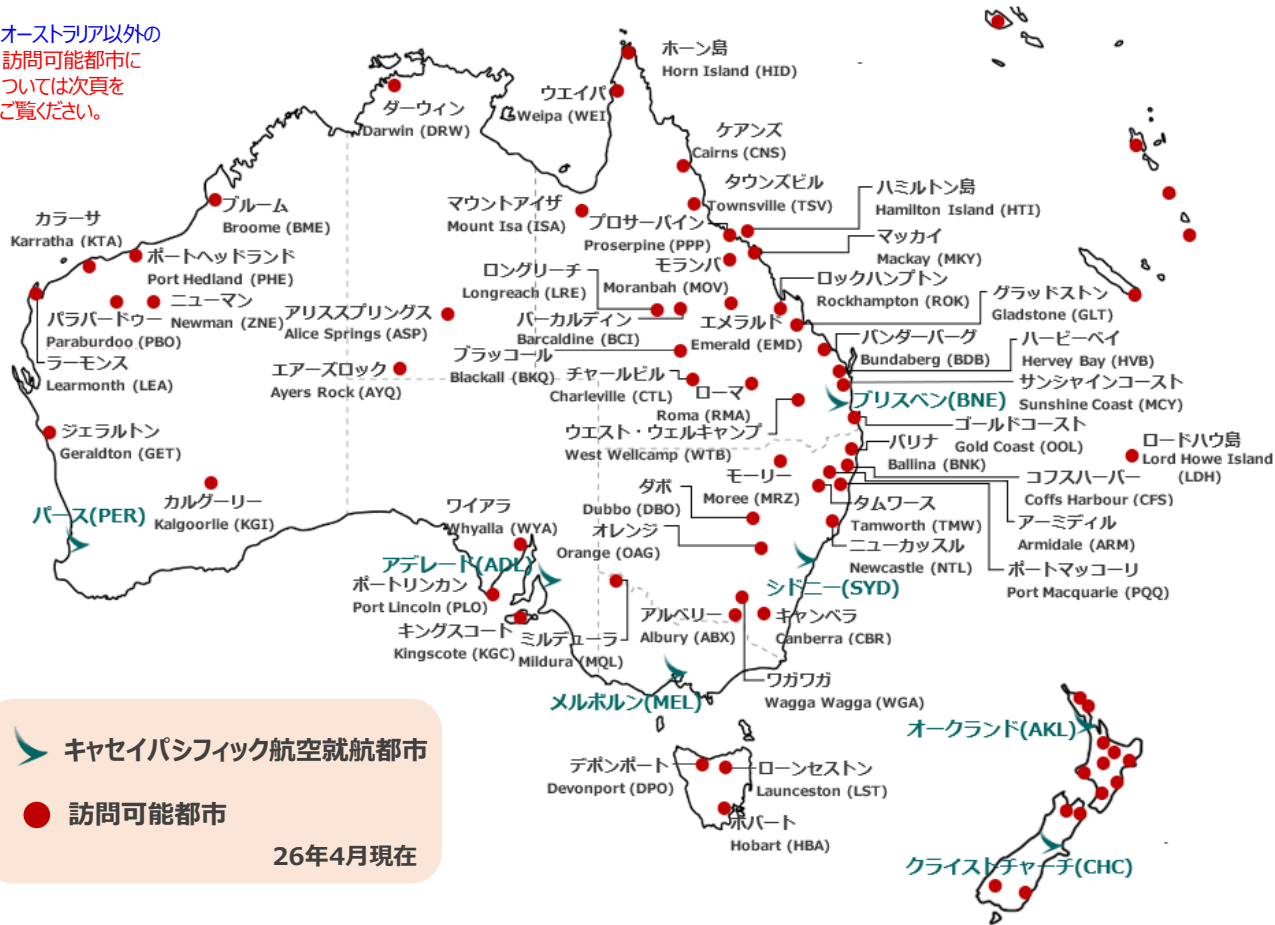 オーストラリア以外の
訪問可能都市に
ついては次頁を
ご覧ください。
ホーン島
Horn Island (HID)
ウエイパ
Weipa (WEI
ダーウィン
Darwin (DRW)
ケアンズ
Cairns (CNS)
タウンズビル
Townsville (TSV)
ハミルトン島
Hamilton Island (HTI)
マウントアイザ
Mount Isa (ISA)
プロサーパイン
Proserpine (PPP)
マッカイ
Mackay (MKY)
ブルーム
Broome (BME)
カラーサ
Karratha (KTA)
ポートヘッドランド
Port Hedland (PHE)
ロングリーチ
Longreach (LRE)
モランバ
Moranbah (MOV)
ロックハンプトン
Rockhampton (ROK)
グラッドストン
Gladstone (GLT)
ニューマン
Newman (ZNE)
パラバードゥー
Paraburdoo (PBO)
アリススプリングス
Alice Springs (ASP)
バーカルディン
Barcaldine (BCI)
エメラルド
Emerald (EMD)
バンダーバーグ
Bundaberg (BDB)
ハービーベイ
Hervey Bay (HVB)
ラーモンス
Learmonth (LEA)
エアーズロック
Ayers Rock (AYQ)
ブラッコール
Blackall (BKQ)
チャールビル
Charleville (CTL)
ローマ
Roma (RMA)
サンシャインコースト
Sunshine Coast (MCY)
ブリスベン(BNE)
ウエスト・ウェルキャンプ
West Wellcamp (WTB)
ゴールドコースト
Gold Coast (OOL)
ジェラルトン
Geraldton (GET)
バリナ
Ballina (BNK)
ロードハウ島
Lord Howe Island
(LDH)
モーリー
Moree (MRZ)
コフスハーバー
Coffs Harbour (CFS)
カルグーリー
Kalgoorlie (KGI)
パース(PER)
ワイアラ
Whyalla (WYA)
ダボ
Dubbo (DBO)
タムワース
Tamworth (TMW)
アーミディル
Armidale (ARM)
オレンジ
Orange (OAG)
ニューカッスル
Newcastle (NTL)
ポートマッコーリ
Port Macquarie (PQQ)
アデレード(ADL)
ポートリンカン
Port Lincoln (PLO)
シドニー(SYD)
キングスコート
Kingscote (KGC)
ミルデューラ
Mildura (MQL)
アルベリー
Albury (ABX)
キャンベラ
Canberra (CBR)
ワガワガ
Wagga Wagga (WGA)
メルボルン(MEL)
オークランド(AKL)
デポンポート
Devonport (DPO)
ローンセストン
Launceston (LST)
ホバート
Hobart (HBA)
クライストチャーチ(CHC)
キャセイパシフィック航空就航都市
訪問可能都市
26年4月現在